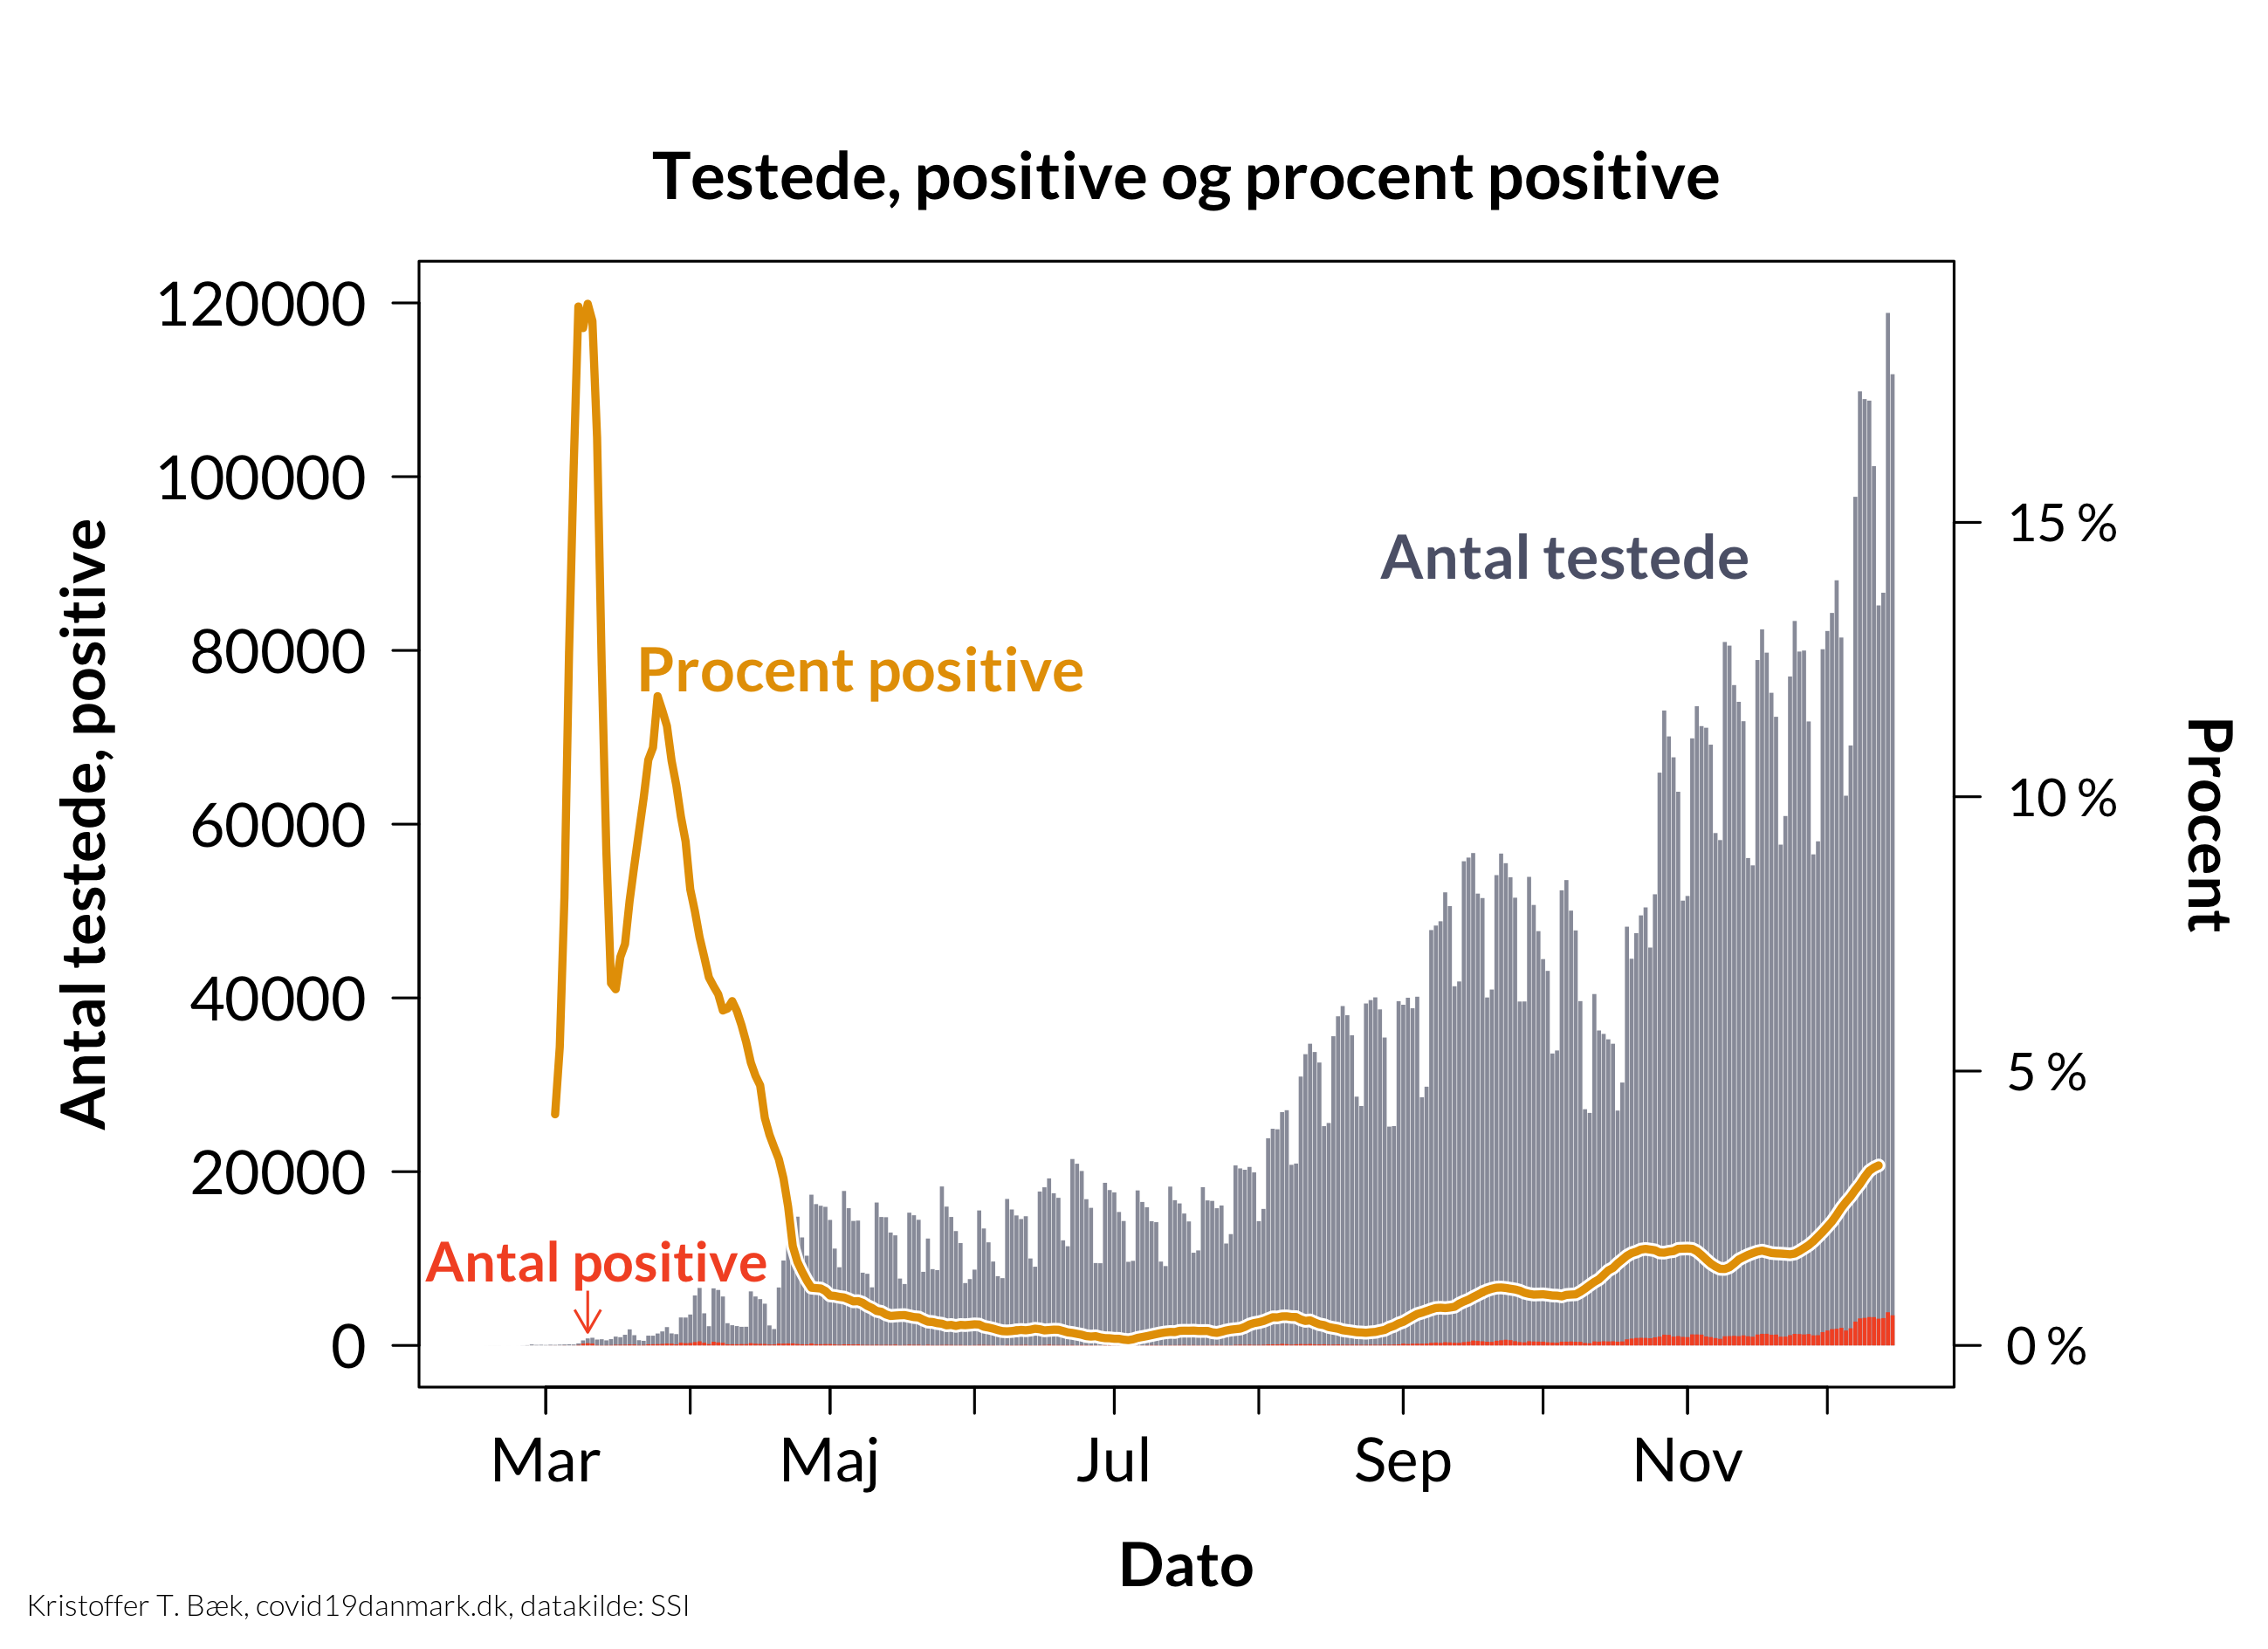 Testede, positive og procent positive
Antal testede, positive
120000
100000
80000
60000
40000
20000
0
Procent positive
Antal testede
Antal positive
15 %
10 %
5 %
0 %
Procent
Mar
Maj
Jul
Sep
Nov
Dato
Kristoffer T. Bæk, covid19danmark.dk, datakilde: SSI